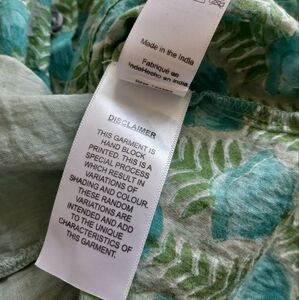 Made in the India
Fabriqué en
IndeHecho en India
DISCLAIMER
THIS GARMENT IS
HAND BLOCK
PRINTED. THIS IS A
SPECIAL PROCESS
WHICH RESULT IN
VARIATIONS OF
SHADING AND COLOUR.
THESE RANDOM
VARIATIONS ARE
INTENDED AND ADD
TO THE UNIQUE
CHARACTERISTICS OF
THIS GARMENT.